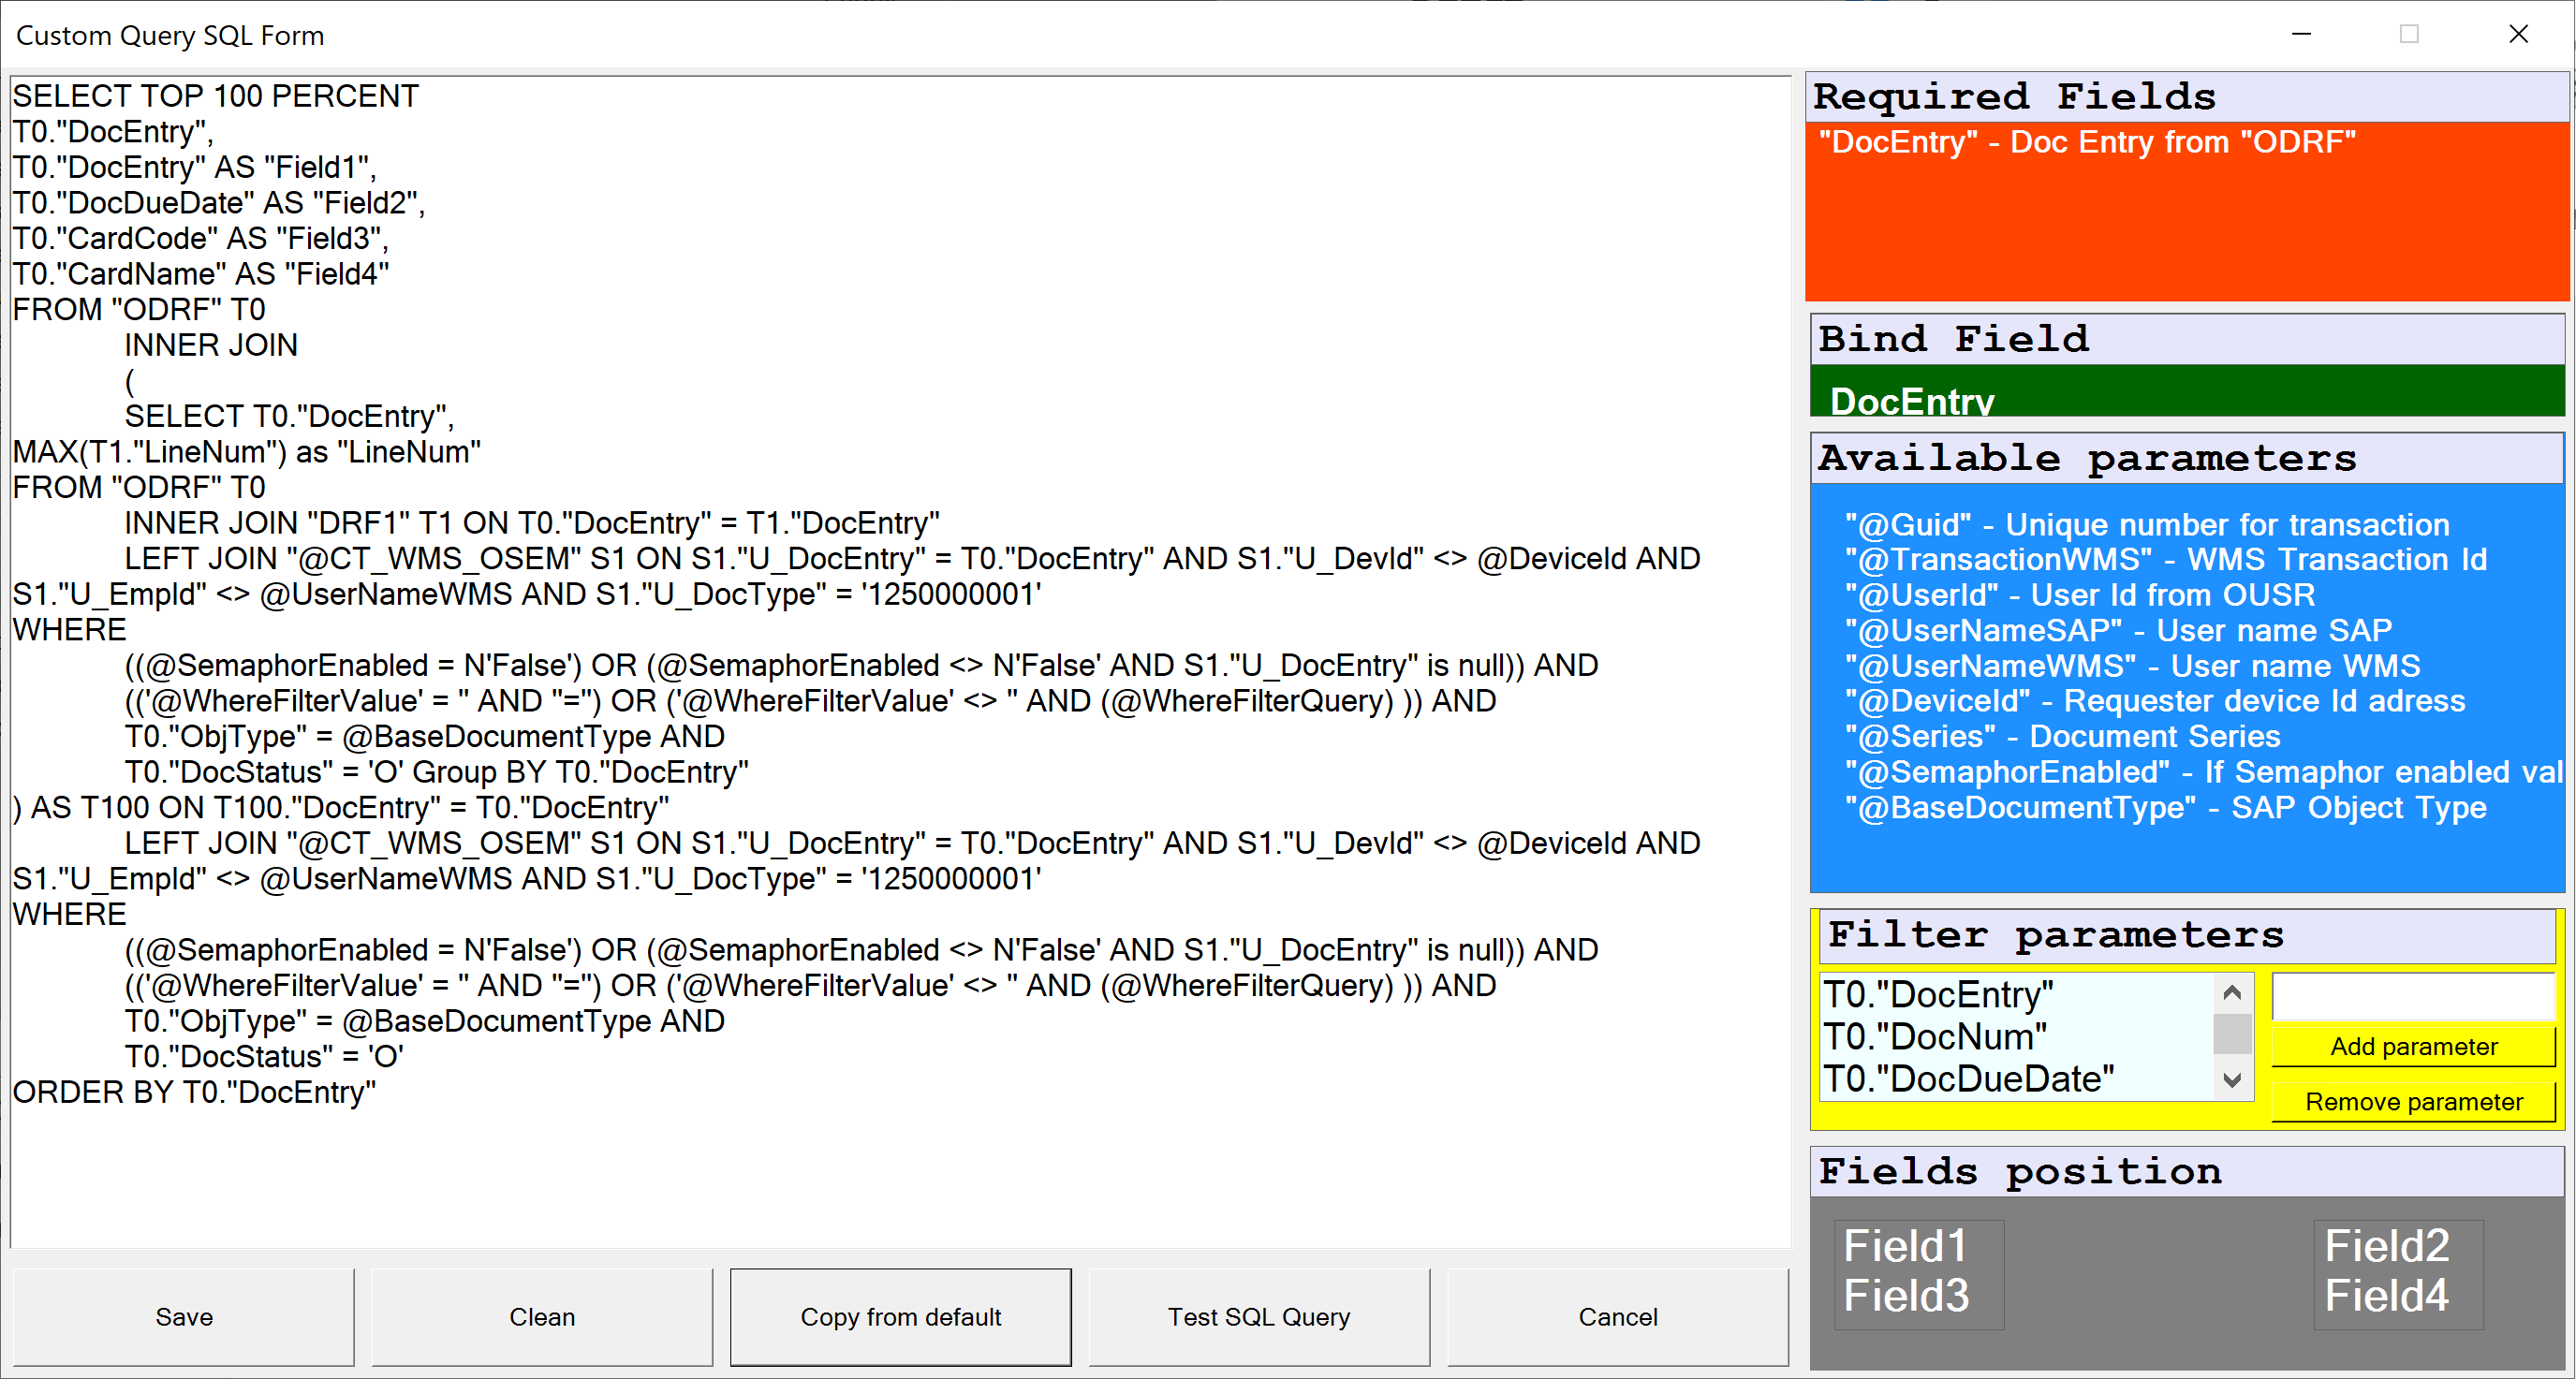 Custom Query SQL Form
SELECT TOP 100 PERCENT
T0."DocEntry",
T0."DocEntry" AS "Field1",
T0."DocDueDate" AS "Field2",
T0."CardCode" AS "Field3",
T0."CardName" AS "Field4"
FROM "ODRF" T0
INNER JOIN
(
SELECT T0."DocEntry",
MAX(T1."LineNum") as "LineNum"
FROM "ODRF" T0
INNER JOIN "DRF1" T1 ON T0."DocEntry" = T1."DocEntry"
LEFT JOIN "@CT_WMS_OSEM" S1 ON S1."U_DocEntry" = T0."DocEntry" AND S1."U_DevId" <> @DeviceId AND
S1."U_EmpId" <> @UserNameWMS AND S1."U_DocType" = '1250000001'
WHERE
((@SemaphorEnabled = N'False') OR (@SemaphorEnabled <> N'False' AND S1."U_DocEntry" is null)) AND
(('@WhereFilterValue' = '' AND ''='') OR ('@WhereFilterValue' <> '' AND (@WhereFilterQuery) )) AND
T0."ObjType" = @BaseDocumentType AND
T0."DocStatus" = 'O' Group BY T0."DocEntry"
) AS T100 ON T100."DocEntry" = T0."DocEntry"
LEFT JOIN "@CT_WMS_OSEM" S1 ON S1."U_DocEntry" = T0."DocEntry" AND S1."U_DevId" <> @DeviceId AND
S1."U_EmpId" <> @UserNameWMS AND S1."U_DocType" = '1250000001'
WHERE
((@SemaphorEnabled = N'False') OR (@SemaphorEnabled <> N'False' AND S1."U_DocEntry" is null)) AND
(('@WhereFilterValue' = '' AND ''='') OR ('@WhereFilterValue' <> '' AND (@WhereFilterQuery) )) AND
T0."ObjType" = @BaseDocumentType AND
T0."DocStatus" = 'O'
ORDER BY T0."DocEntry"
Save
Clean
Copy from default
Test SQL Query
Cancel
Required Fields
"DocEntry" - Doc Entry from "ODRF"
Bind Field
DocEntry
Available parameters
"@Guid" - Unique number for transaction
"@TransactionWMS" - WMS Transaction Id
"@UserId" - User Id from OUSR
"@UserNameSAP" - User name SAP
"@UserNameWMS" - User name WMS
"@DeviceId" - Requester device Id adress
"@Series" - Document Series
"@SemaphorEnabled" - If Semaphor enabled val
"@BaseDocumentType" - SAP Object Type
Filter parameters
T0."DocEntry"
T0."DocNum"
T0."DocDueDate"
Add parameter
Remove parameter
Fields position
Field1 Field2
Field3 Field4